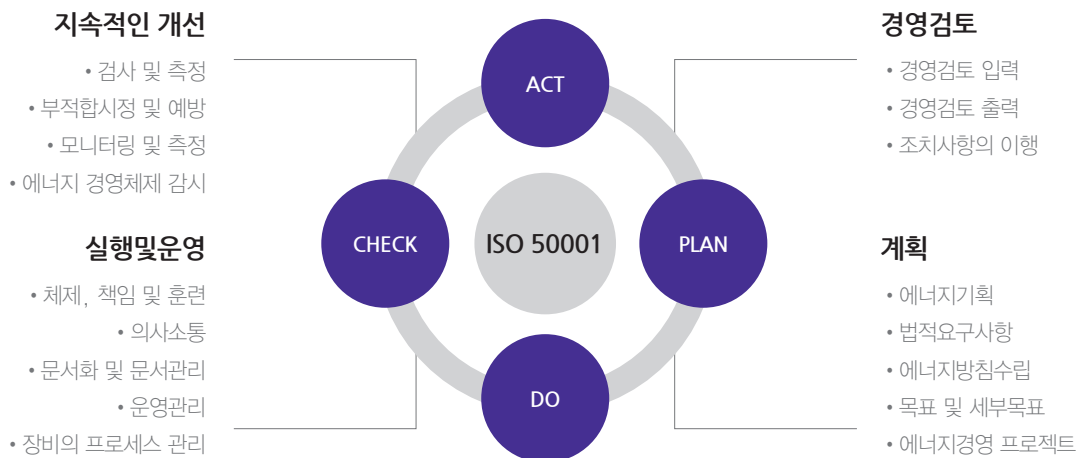 지속적인 개선
• 검사 및 측정
• 부적합시정 및 예방
• 모니터링 및 측정
• 에너지 경영체제 감시
경영검토
• 경영검토 입력
• 경영검토 출력
• 조치사항의 이행
ACT
CHECK
ISO 50001
PLAN
DO
실행및운영
• 체제, 책임 및 훈련
• 의사소통
• 문서화 및 문서관리
• 운영관리
• 장비의 프로세스 관리
계획
• 에너지기획
• 법적요구사항
• 에너지방침수립
• 목표 및 세부목표
• 에너지경영 프로젝트